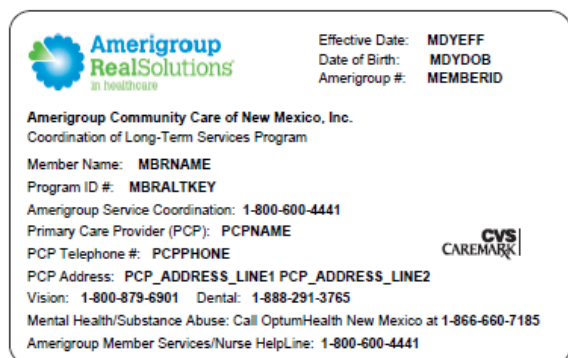 Amerigroup
RealSolutions
in healthcare
Effective Date: MDYEFF
Date of Birth: MDYDOB
Amerigroup #: MEMBERID
Amerigroup Community Care of New Mexico, Inc.
Coordination of Long-Term Services Program
Member Name: MBRNAME
Program ID #: MBRALTKEY
Amerigroup Service Coordination: 1-800-600-4441
Primary Care Provider (PCP): PCPNAME
PCP Telephone #: PCPPHONE
CVS
CAREMARK
PCP Address: PCP_ADDRESS_LINE1 PCP_ADDRESS_LINE2
Vision: 1-800-879-6901 Dental: 1-888-291-3765
Mental Health/Substance Abuse: Call OptumHealth New Mexico at 1-866-660-7185
Amerigroup Member Services/Nurse HelpLine: 1-800-600-4441